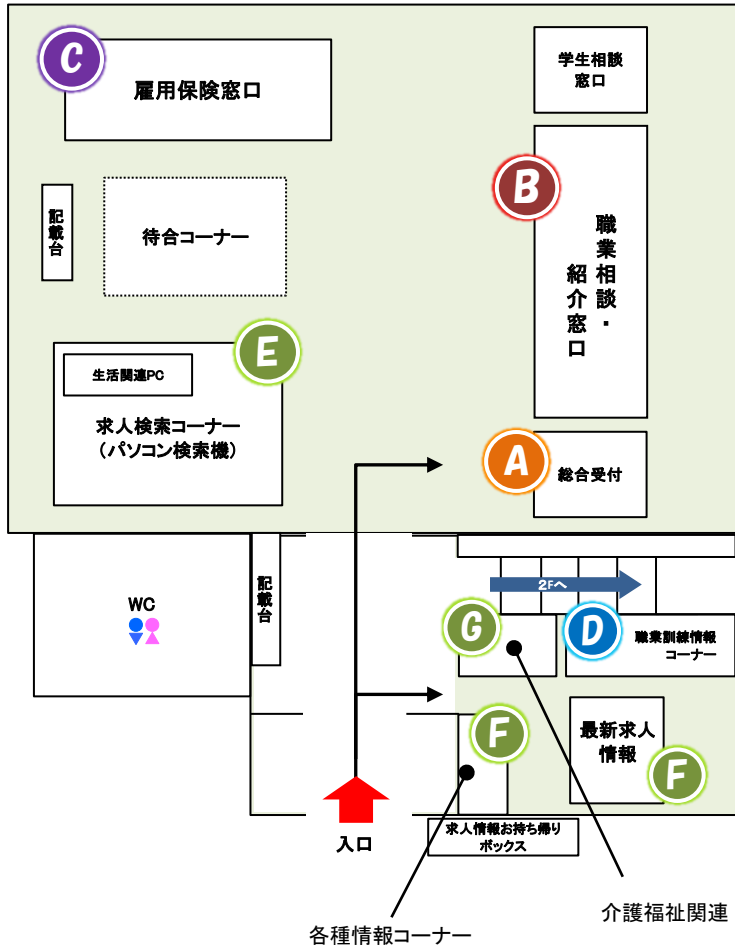 C
雇用保険窓口
学生相談
窓口
B
職業相談・
紹介窓口
記載台
待合コーナー
E
生活関連PC
求人検索コーナー
（パソコン検索機）
A
総合受付
WC
記載台
2Fへ
G
D
職業訓練情報
コーナー
F
最新求人
情報
F
入口
求人情報お持ち帰り
ボックス
介護福祉関連
各種情報コーナー